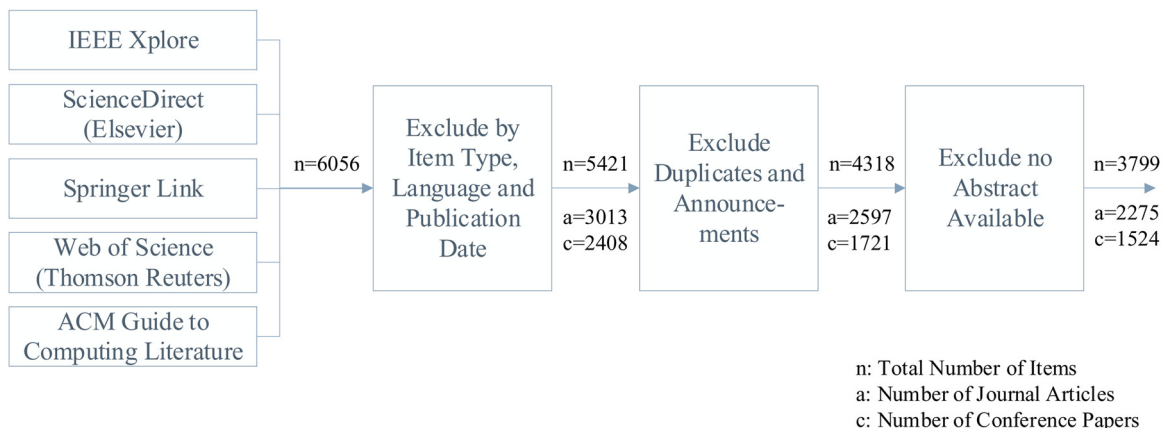 IEEE Xplore
ScienceDirect
(Elsevier)
Springer Link
Web of Science
(Thomson Reuters)
ACM Guide to
Computing Literature
n=6056
Exclude by
Item Type,
Language and
Publication
Date
n=5421
a=3013
c=2408
Exclude
Duplicates and
Announce-
ments
n=4318
a=2597
c=1721
Exclude no
Abstract
Available
n=3799
a=2275
c=1524
n: Total Number of Items
a: Number of Journal Articles
c: Number of Conference Papers